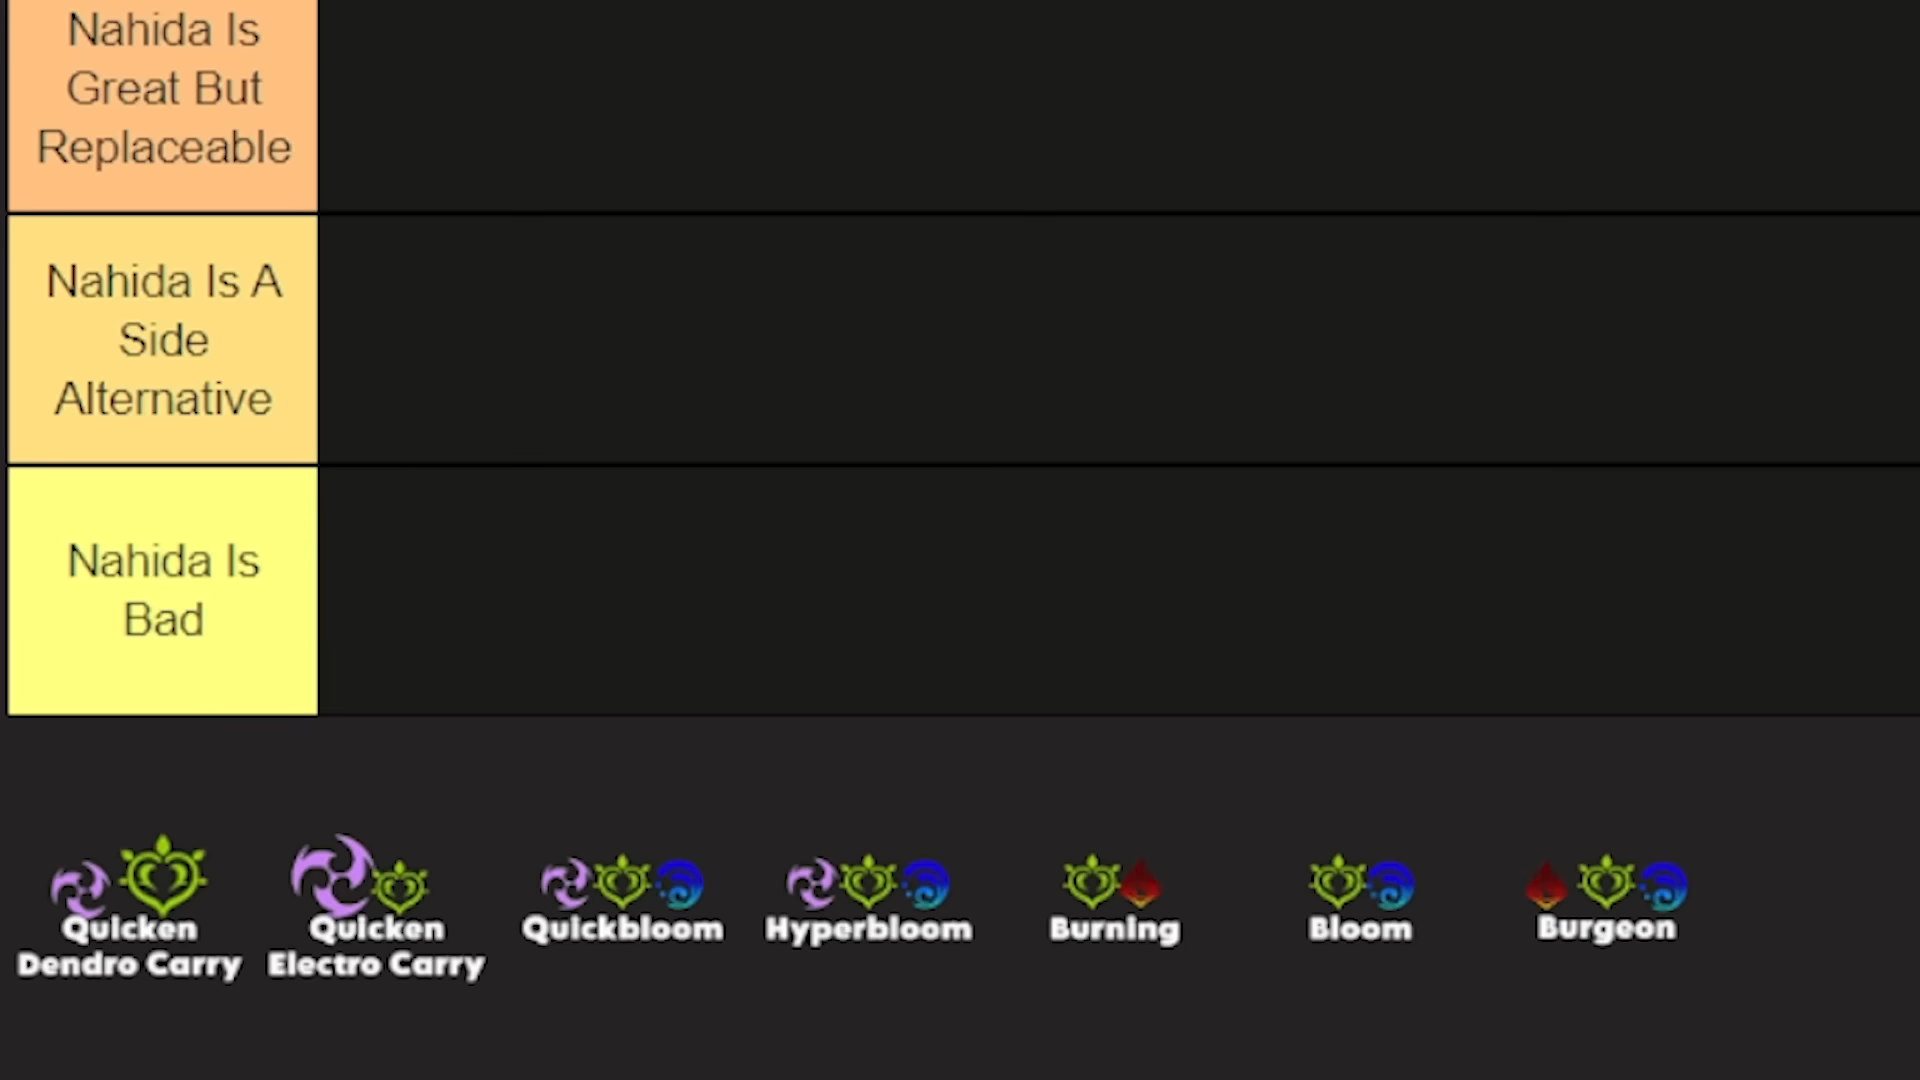 Nahida Is
Great But
Replaceable
Nahida Is A
Side
Alternative
Nahida Is
Bad
Quicken
Dendro Carry
Quicken
Electro Carry
Quickbloom
Hyperbloom
Burning
Bloom
Burgeon